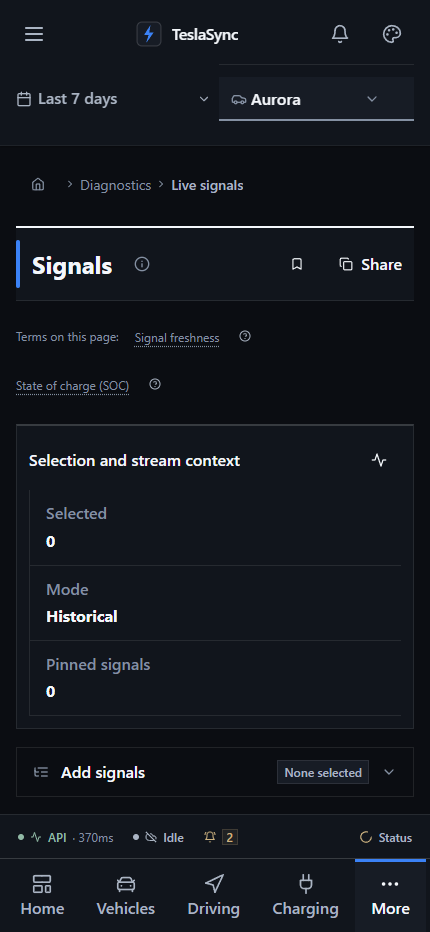 TeslaSync
Last 7 days
Aurora
Diagnostics
Live signals
Signals
Share
Terms on this page:
Signal freshness
State of charge (SOC)
Selection and stream context
Selected
0
Mode
Historical
Pinned signals
0
Add signals
None selected
API · 370ms
Idle
2
Status
Home
Vehicles
Driving
Charging
More